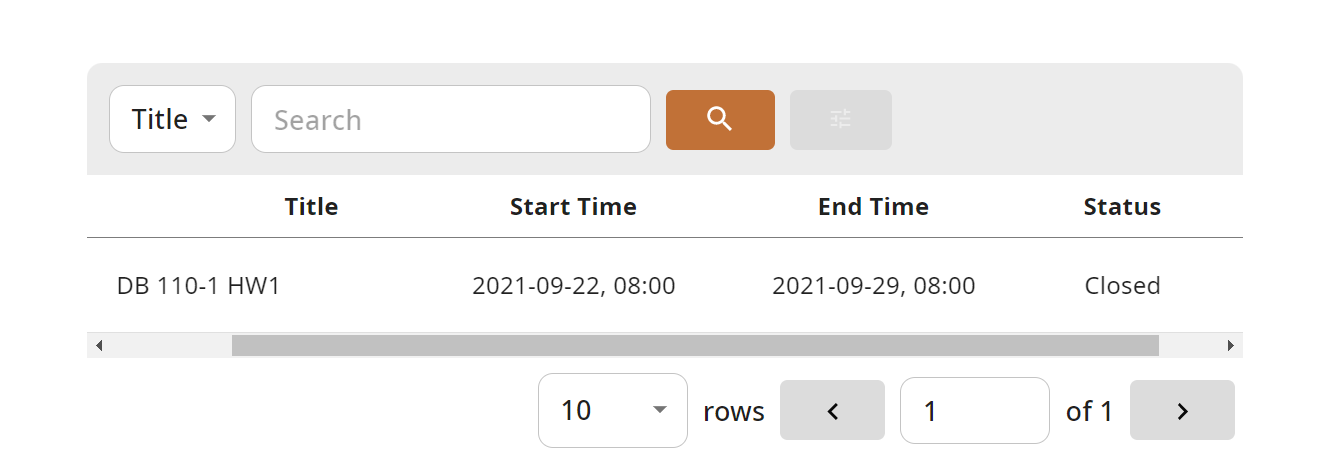 Title Search
Title Start Time End Time Status
DB 110-1 HW1 2021-09-22, 08:00 2021-09-29, 08:00 Closed
10 rows 1 of 1